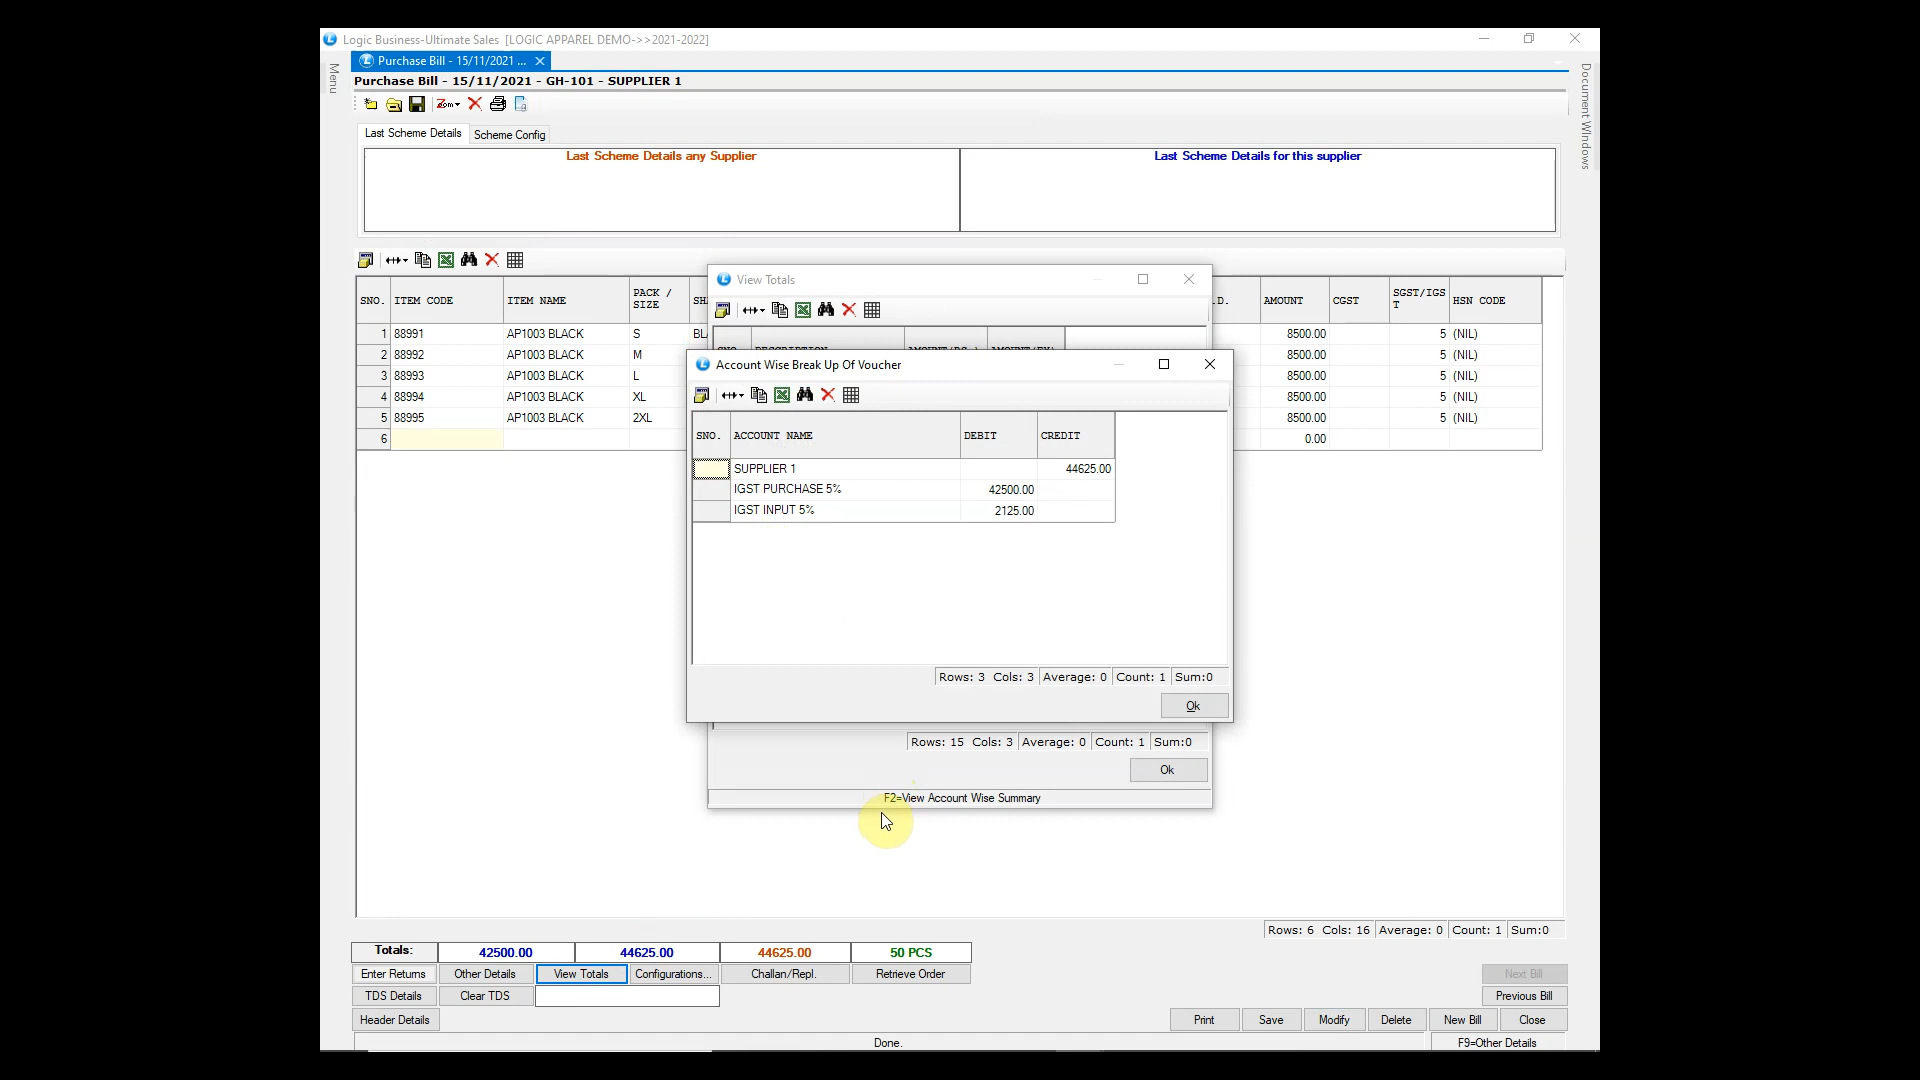 Logic Business-Ultimate Sales [LOGIC APPAREL DEMO->>2021-2022]
Menu
Purchase Bill - 15/11/2021 ...
Document Windows
Purchase Bill - 15/11/2021 - GH-101 - SUPPLIER 1
Zom
Last Scheme Details
Scheme Config
Last Scheme Details any Supplier
Last Scheme Details for this supplier
View Totals
SNO. ITEM CODE ITEM NAME PACK / SIZE .D. AMOUNT CGST SGST/IGST HSN CODE
1 88991 AP1003 BLACK S 8500.00 5 (NIL)
2 88992 AP1003 BLACK M 8500.00 5 (NIL)
3 88993 AP1003 BLACK L 8500.00 5 (NIL)
4 88994 AP1003 BLACK XL 8500.00 5 (NIL)
5 88995 AP1003 BLACK 2XL 8500.00 5 (NIL)
6 0.00
Account Wise Break Up Of Voucher
SNO. ACCOUNT NAME DEBIT CREDIT
SUPPLIER 1 44625.00
IGST PURCHASE 5% 42500.00
IGST INPUT 5% 2125.00
Rows: 3 Cols: 3 Average: 0 Count: 1 Sum:0
Ok
Rows: 15 Cols: 3 Average: 0 Count: 1 Sum:0
Ok
F2=View Account Wise Summary
Rows: 6 Cols: 16 Average: 0 Count: 1 Sum:0
Totals: 42500.00 44625.00 44625.00 50 PCS
Enter Returns Other Details View Totals Configurations... Challan/Repl. Retrieve Order Next Bill
TDS Details Clear TDS Previous Bill
Header Details Print Save Modify Delete New Bill Close
Done. F9=Other Details